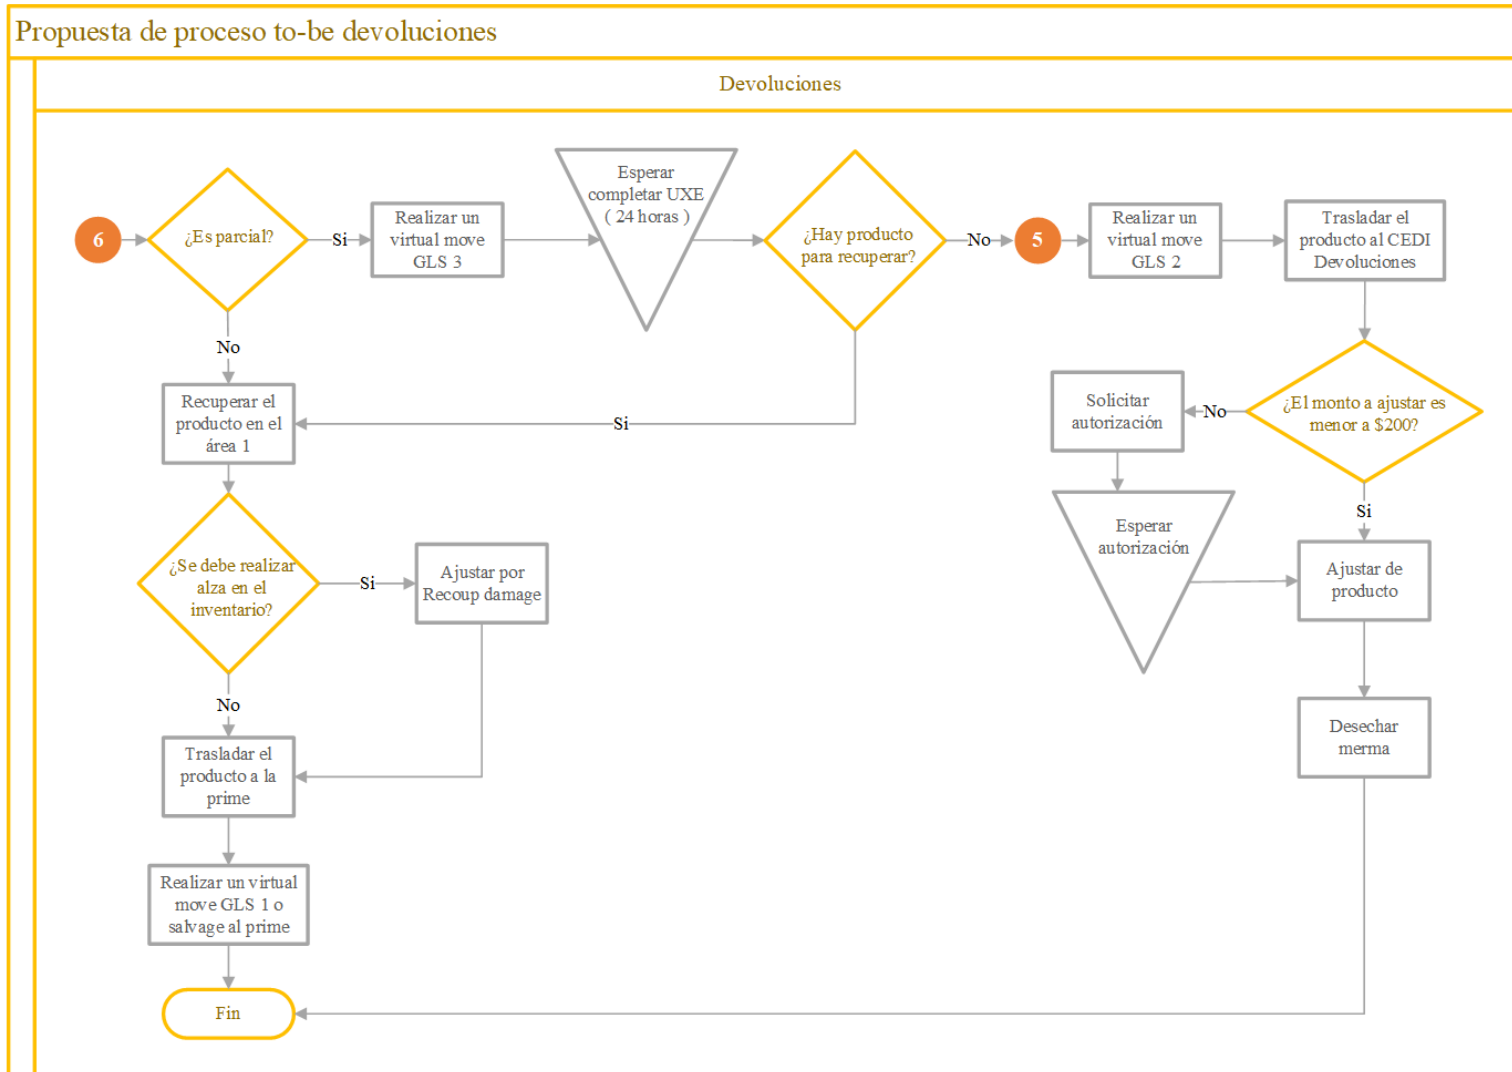 Propuesta de proceso to-be devoluciones
Devoluciones
6
¿Es parcial?
Si
Realizar un
virtual move
GLS 3
Esperar
completar UXE
( 24 horas )
¿Hay producto
para recuperar?
No
5
Realizar un
virtual move
GLS 2
Trasladar el
producto al CEDI
Devoluciones
No
Recuperar el
producto en el
área 1
Si
Solicitar
autorización
No
¿El monto a ajustar es
menor a $200?
Si
Esperar
autorización
Ajustar de
producto
¿Se debe realizar
alza en el
inventario?
Si
Ajustar por
Recoup damage
No
Trasladar el
producto a la
prime
Desechar
merma
Realizar un virtual
move GLS 1 o
salvage al prime
Fin